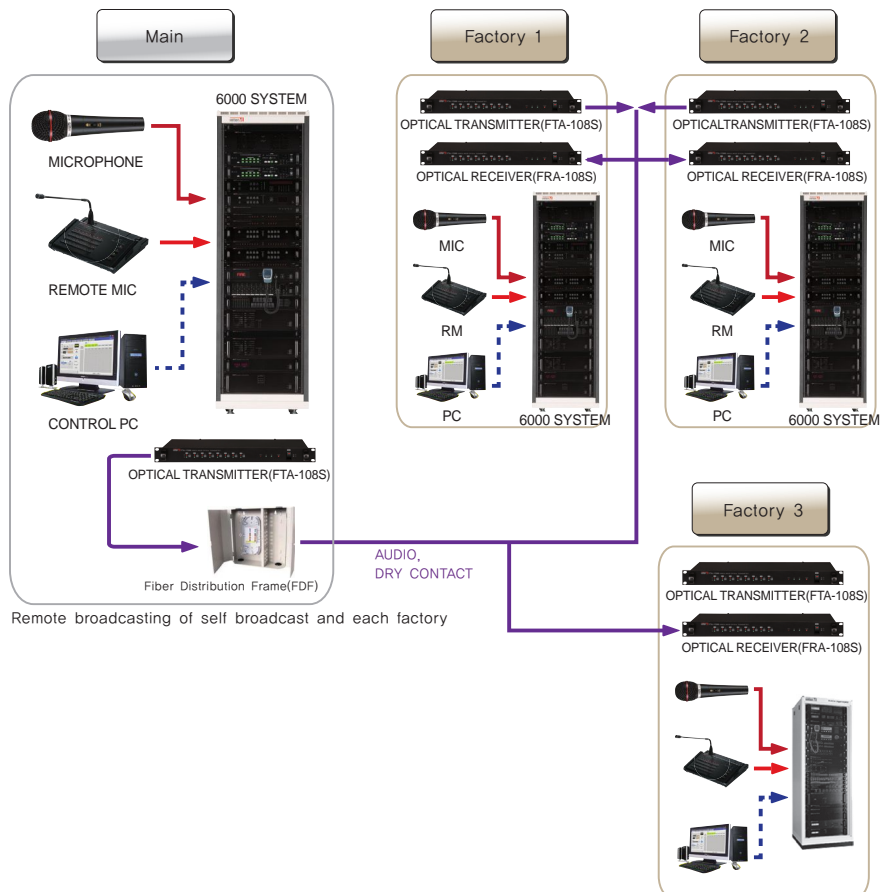 Main
6000 SYSTEM
MICROPHONE
REMOTE MIC
CONTROL PC
OPTICAL TRANSMITTER(FTA-108S)
Fiber Distribution Frame(FDF)
Remote broadcasting of self broadcast and each factory
AUDIO,
DRY CONTACT
Factory 1
OPTICAL TRANSMITTER(FTA-108S)
OPTICAL RECEIVER(FRA-108S)
MIC
RM
PC
6000 SYSTEM
Factory 2
OPTICALTRANSMITTER(FTA-108S)
OPTICAL RECEIVER(FRA-108S)
MIC
RM
PC
6000 SYSTEM
Factory 3
OPTICAL TRANSMITTER(FTA-108S)
OPTICAL RECEIVER(FRA-108S)